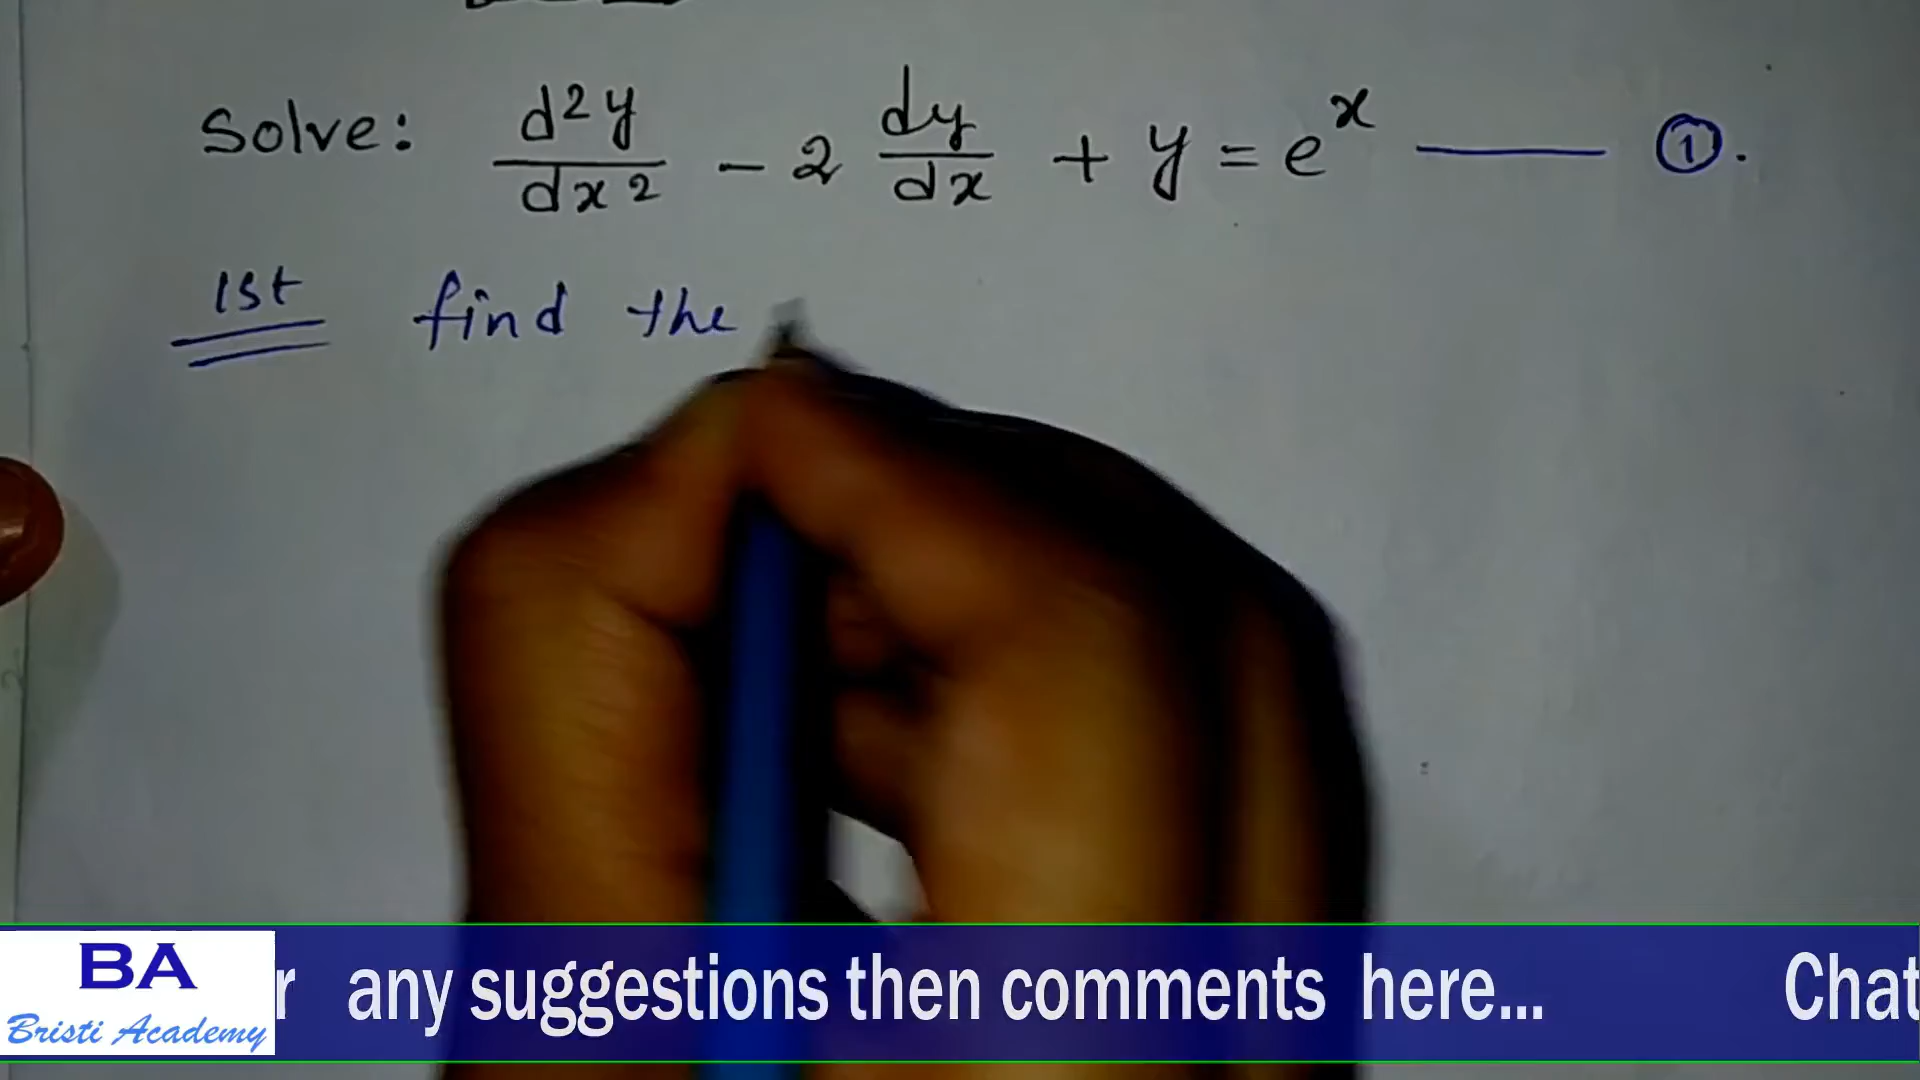 Solve: d²y/dx² - 2 dy/dx + y = eˣ —— ①.
1st find the
any suggestions then comments here... Chat
BA
Bristi Academy